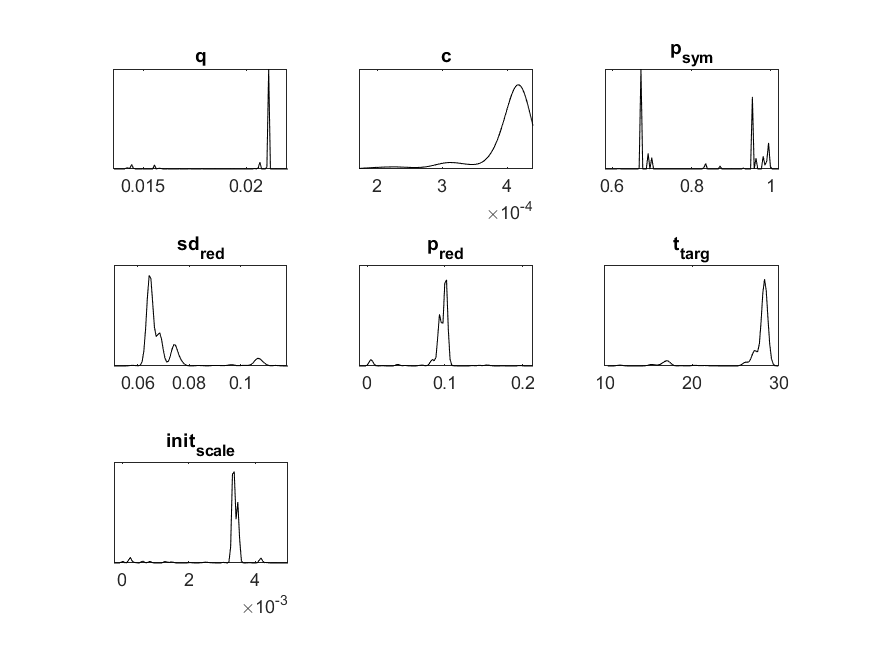 q
c
p_sym
0.015 0.02
2 3 4
×10^-4
0.6 0.8 1
sd_red
p_red
t_targ
0.06 0.08 0.1
0 0.1 0.2
10 20 30
init_scale
0 2 4
×10^-3